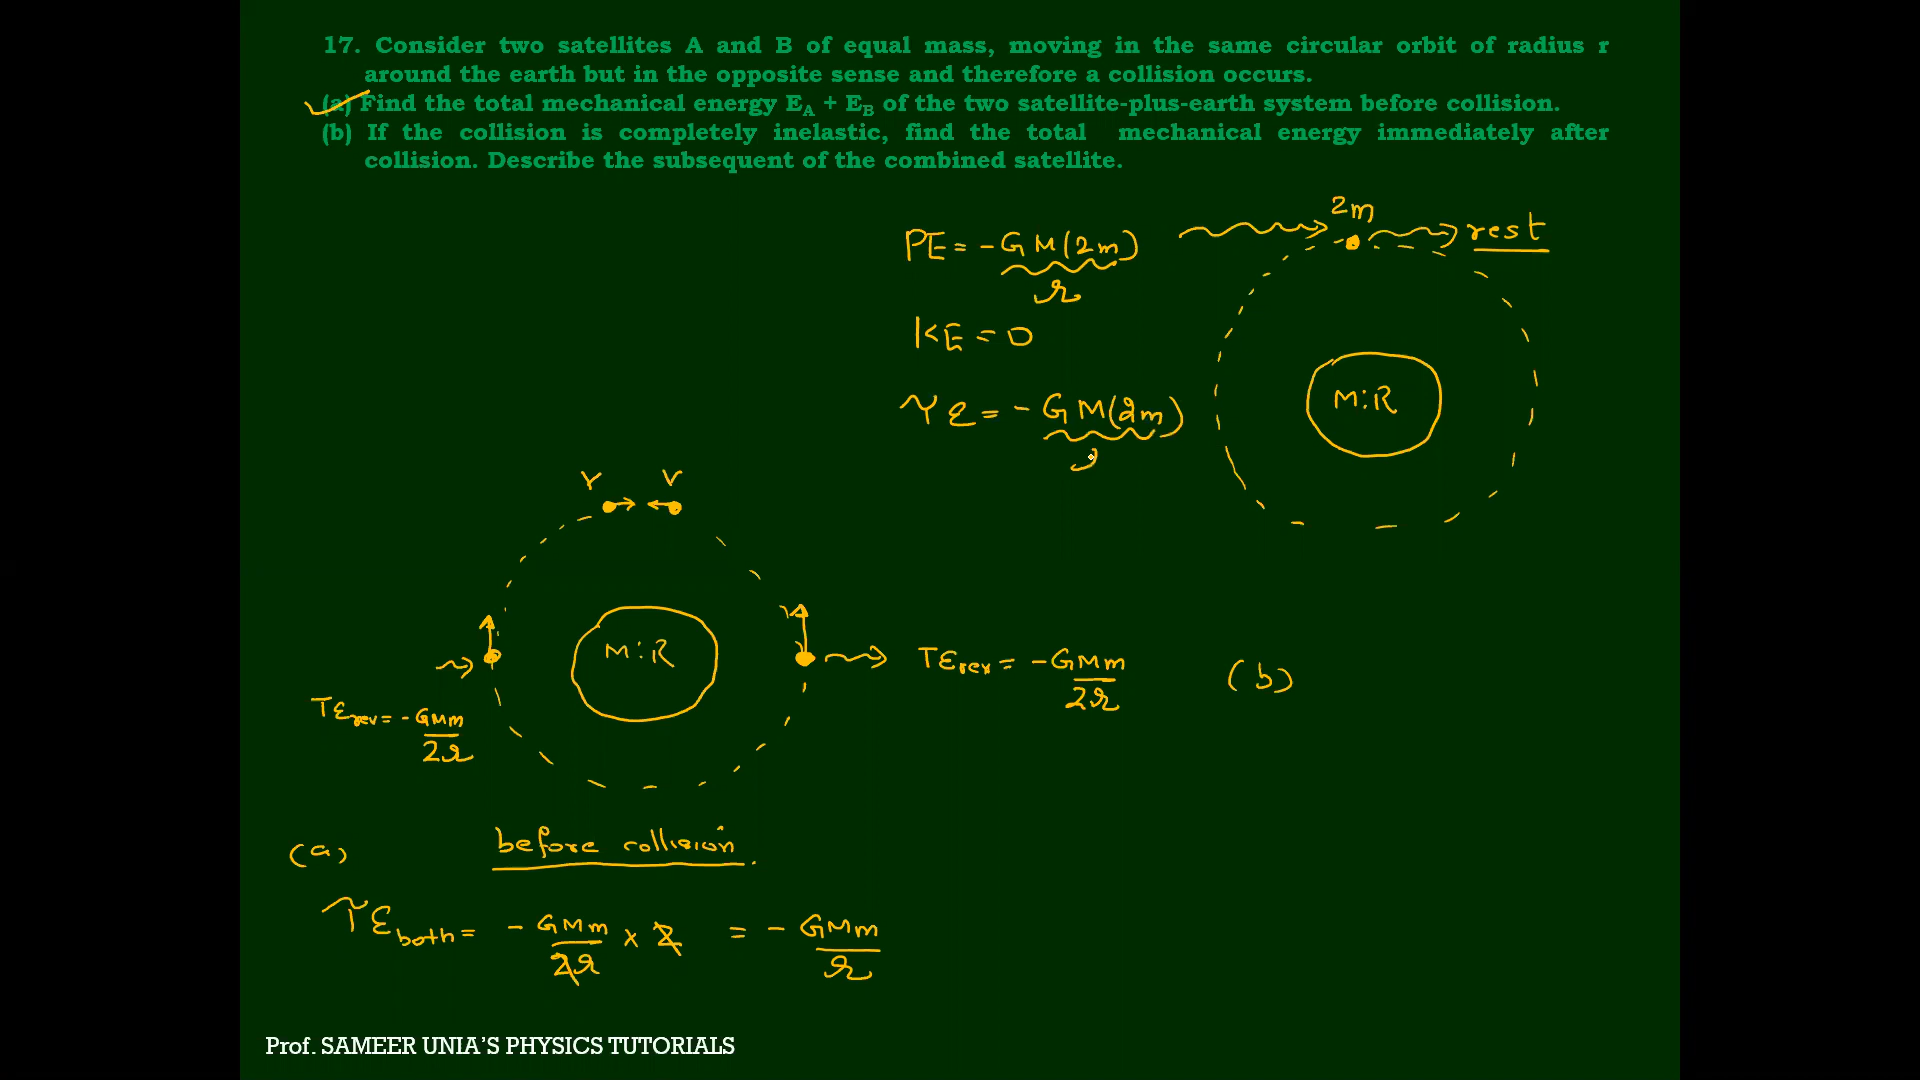 17. Consider two satellites A and B of equal mass, moving in the same circular orbit of radius r
around the earth but in the opposite sense and therefore a collision occurs.
(a) Find the total mechanical energy EA + EB of the two satellite-plus-earth system before collision.
(b) If the collision is completely inelastic, find the total mechanical energy immediately after
collision. Describe the subsequent of the combined satellite.
2m
rest
PE = - GM(2m)
r
KE = 0
TE = - GM(2m)
M:R
V V
M:R
TErev = - GMm
2r
TErev = - GMm
2r
(b)
(a)
before collision.
TEboth = - GMm × 2 = - GMm
2r r
Prof. SAMEER UNIA'S PHYSICS TUTORIALS